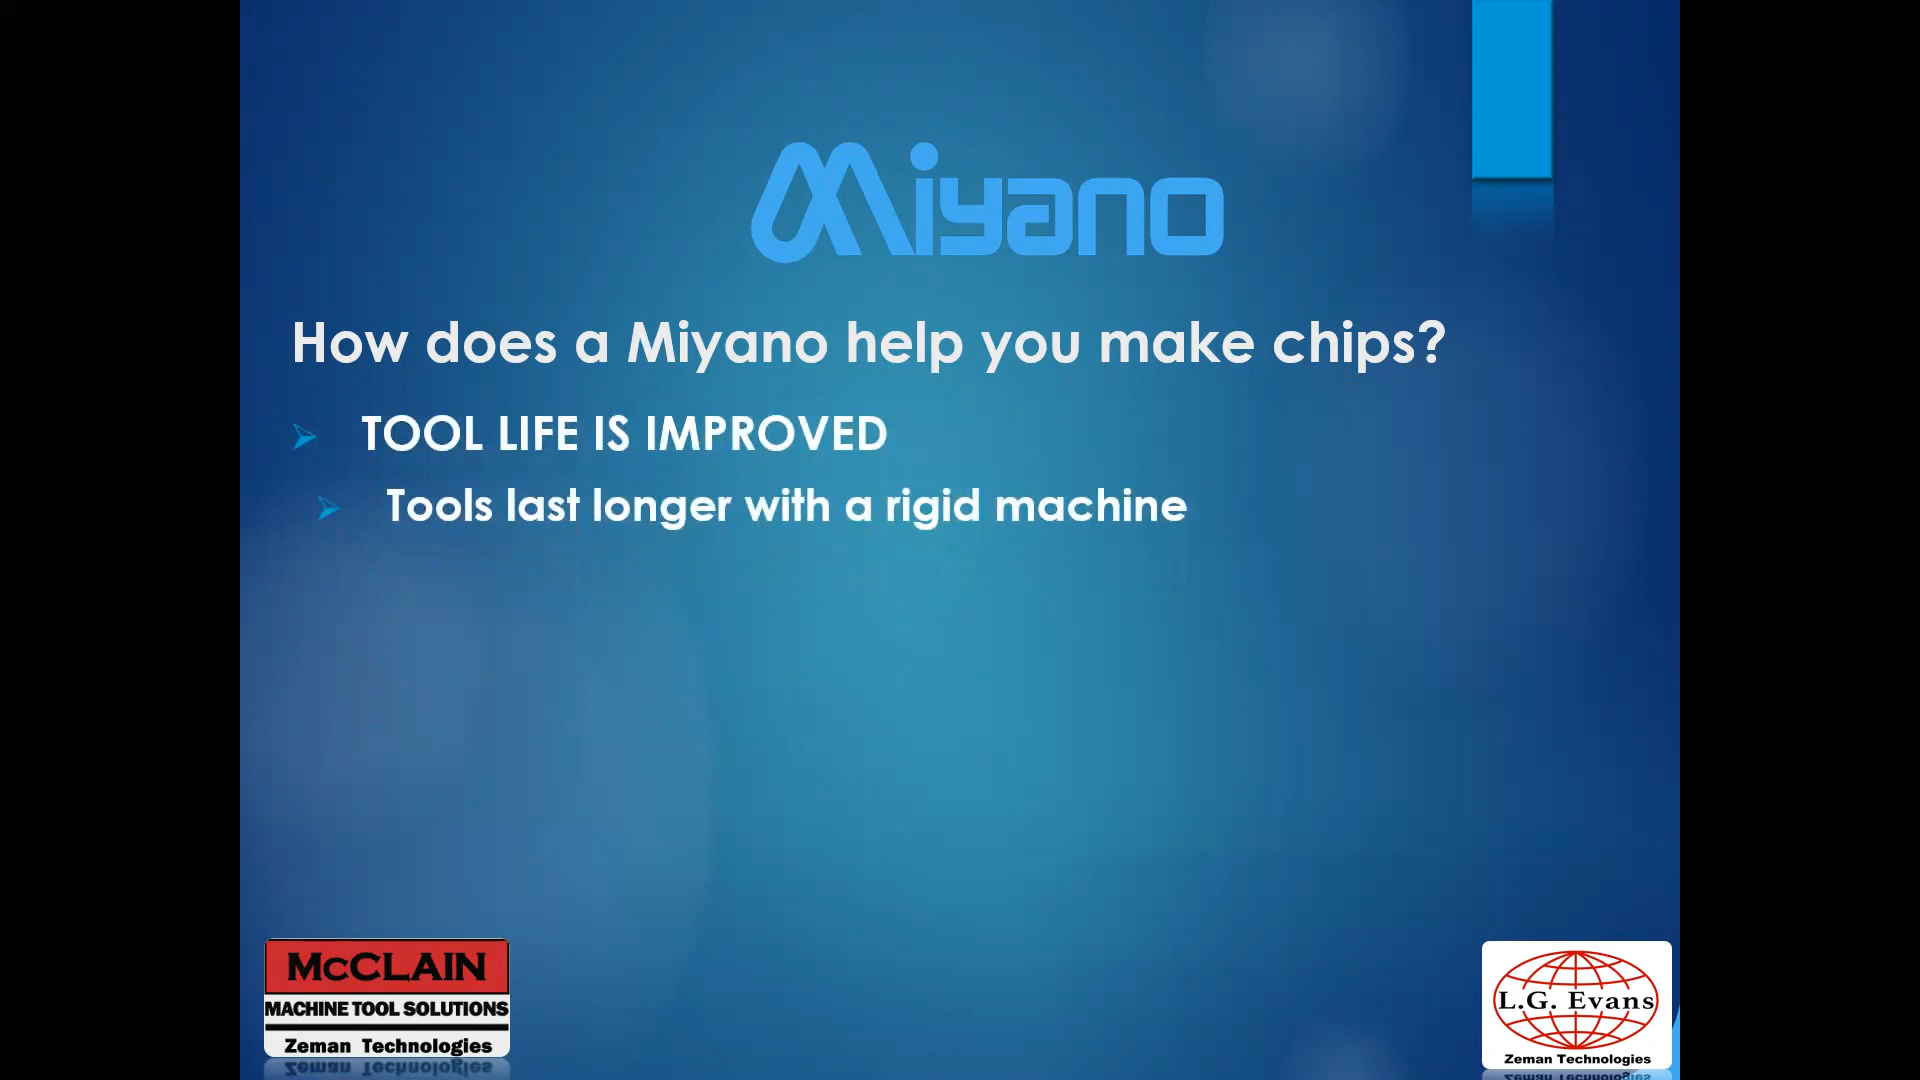 Miyano
How does a Miyano help you make chips?
TOOL LIFE IS IMPROVED
Tools last longer with a rigid machine
McCLAIN
MACHINE TOOL SOLUTIONS
Zeman Technologies
L.G. Evans
Zeman Technologies